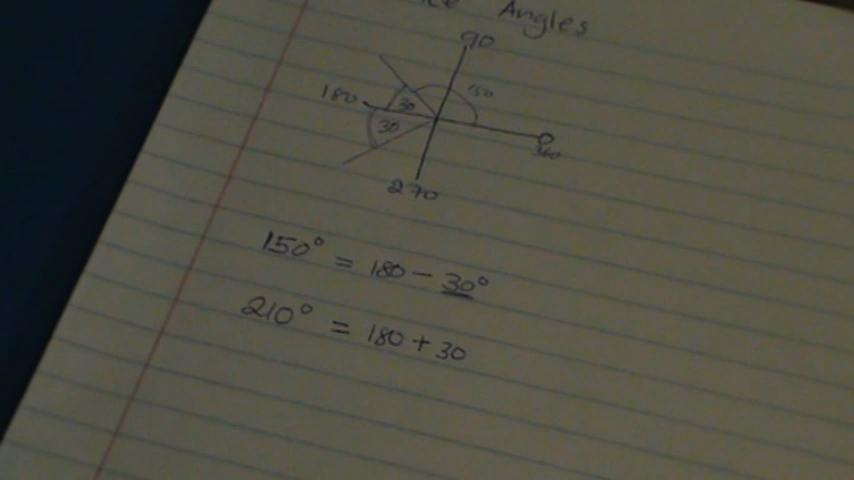 Angles
90
150
180
30
30
360
270
150° = 180 - 30°
210° = 180 + 30